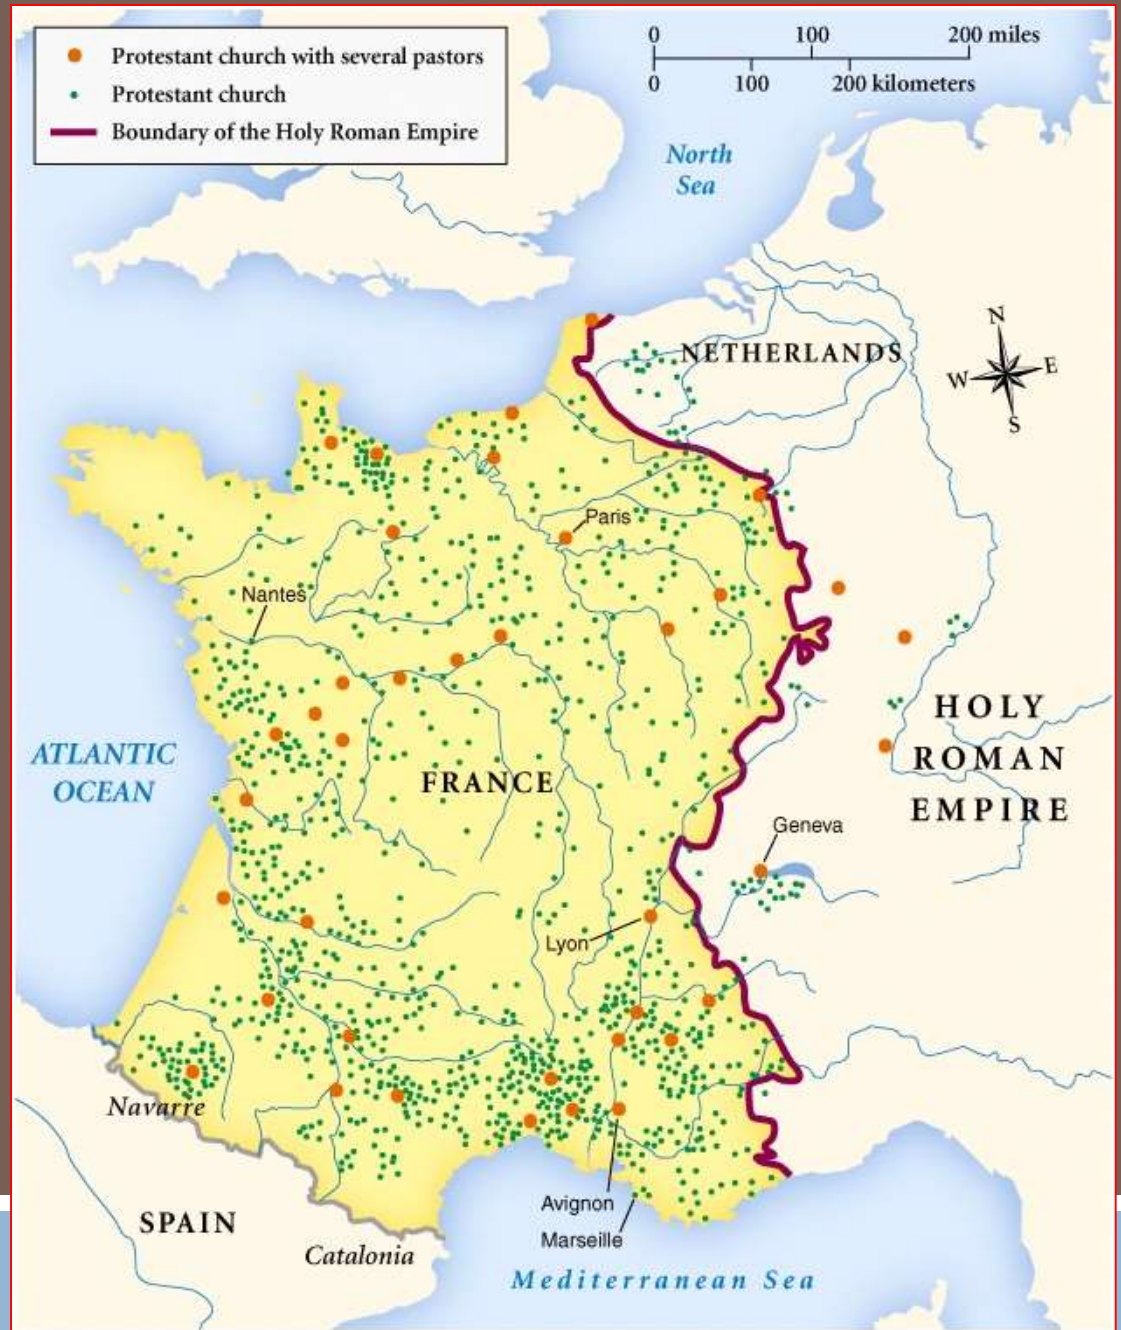 Protestant church with several pastors
Protestant church
Boundary of the Holy Roman Empire
0 100 200 miles
0 100 200 kilometers
North
Sea
N
W E
S
NETHERLANDS
Paris
Nantes
HOLY
ROMAN
EMPIRE
ATLANTIC
OCEAN
FRANCE
Geneva
Lyon
Navarre
Avignon
Marseille
SPAIN
Catalonia
Mediterranean Sea